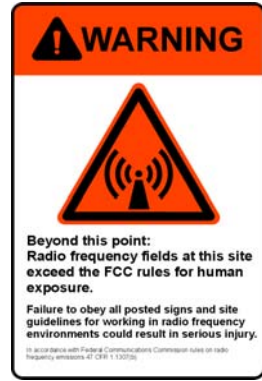 WARNING
Beyond this point:
Radio frequency fields at this site
exceed the FCC rules for human
exposure.
Failure to obey all posted signs and site
guidelines for working in radio frequency
environments could result in serious injury.
In accordance with Federal Communications Commission rules on radio
frequency emissions 47 CFR 1.1307(b)